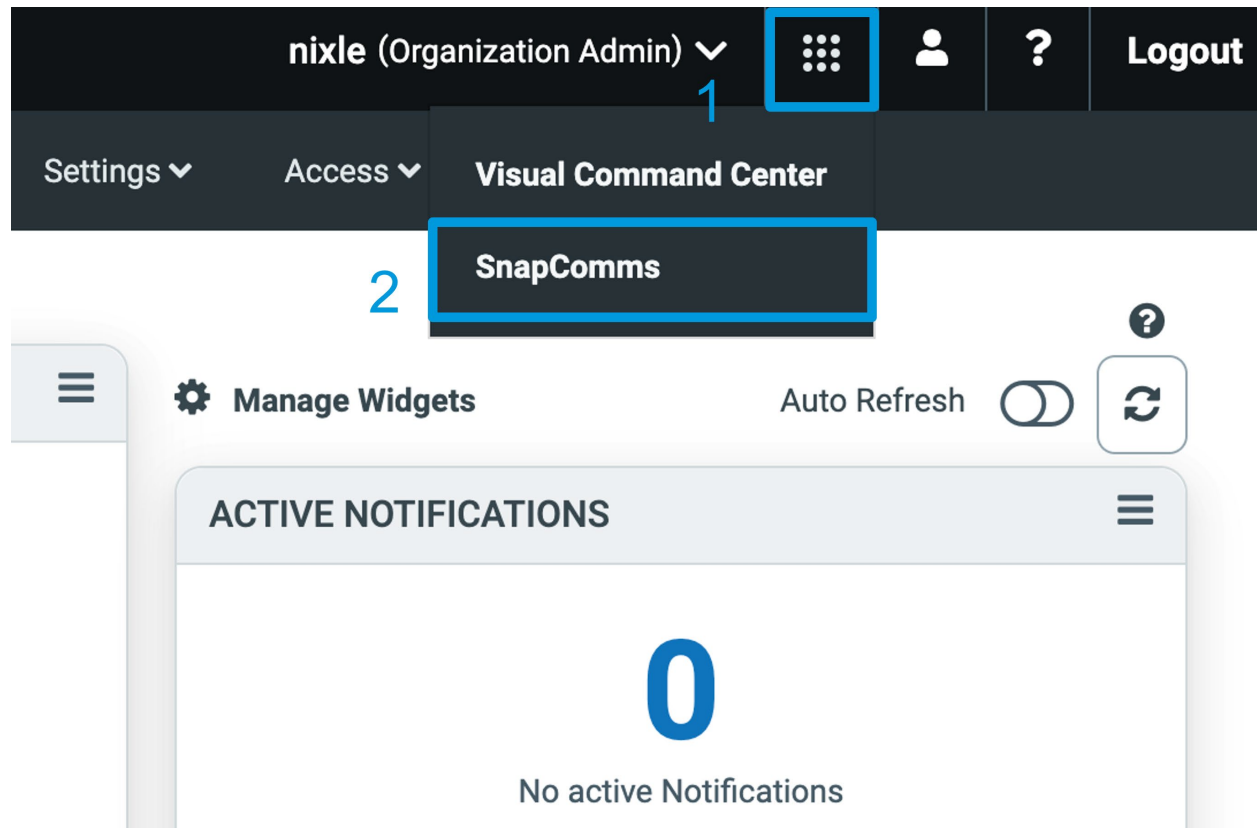 nixle (Organization Admin)
?
Logout
1
Settings
Access
Visual Command Center
2
SnapComms
?
Manage Widgets
Auto Refresh
ACTIVE NOTIFICATIONS
0
No active Notifications